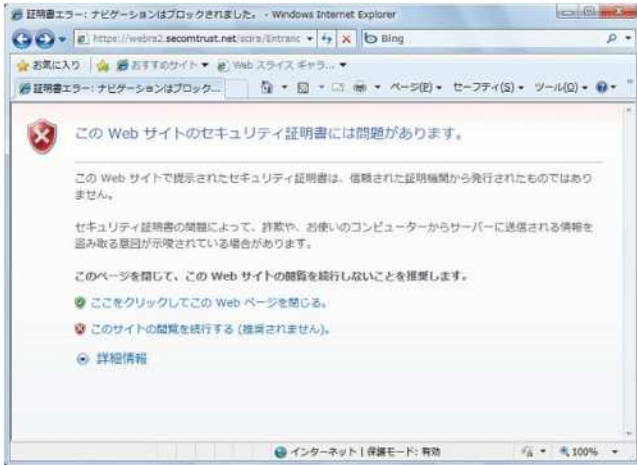 証明書エラー: ナビゲーションはブロックされました。 - Windows Internet Explorer
https://webra2.secomtrust.net/scira/Entranc
Bing
お気に入り
おすすめのサイト ▼
Web スライス ギャラ... ▼
証明書エラー: ナビゲーションはブロック...
ページ(P) ▼ セーフティ(S) ▼ ツール(O) ▼
この Web サイトのセキュリティ証明書には問題があります。
この Web サイトで提示されたセキュリティ証明書は、信頼された証明機関から発行されたものではあり
ません。
セキュリティ証明書の問題によって、詐欺や、お使いのコンピューターからサーバーに送信される情報を
盗み取る意図が示唆されている場合があります。
このページを閉じて、この Web サイトの閲覧を続行しないことを推奨します。
ここをクリックしてこの Web ページを閉じる。
このサイトの閲覧を続行する (推奨されません)。
詳細情報
インターネット | 保護モード: 有効
100%